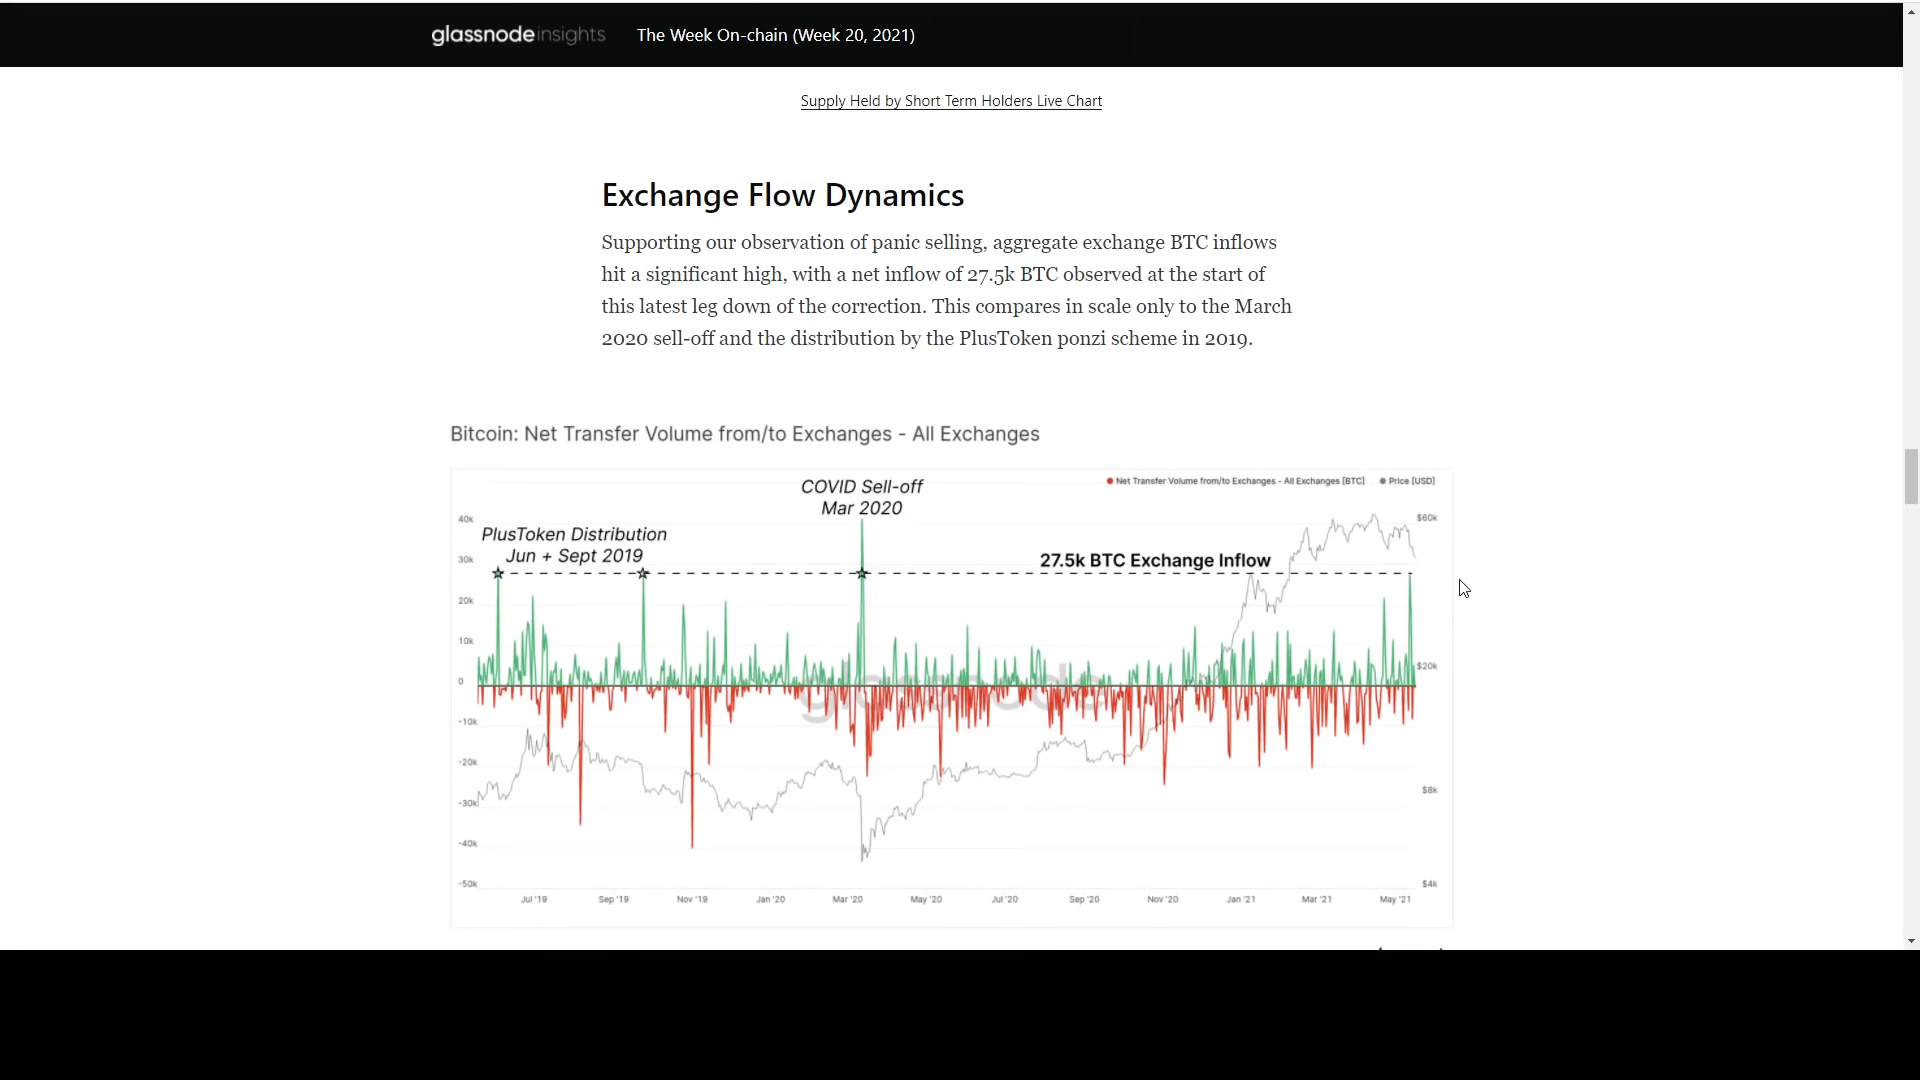 glassnodeinsights The Week On-chain (Week 20, 2021)
Supply Held by Short Term Holders Live Chart
Exchange Flow Dynamics
Supporting our observation of panic selling, aggregate exchange BTC inflows
hit a significant high, with a net inflow of 27.5k BTC observed at the start of
this latest leg down of the correction. This compares in scale only to the March
2020 sell-off and the distribution by the PlusToken ponzi scheme in 2019.
Bitcoin: Net Transfer Volume from/to Exchanges - All Exchanges
Net Transfer Volume from/to Exchanges - All Exchanges [BTC] Price [USD]
COVID Sell-off
Mar 2020
PlusToken Distribution
Jun + Sept 2019
27.5k BTC Exchange Inflow
40k
30k
20k
10k
0
-10k
-20k
-30k
-40k
-50k
$60k
$20k
$8k
$4k
glassnode
Jul '19 Sep '19 Nov '19 Jan '20 Mar '20 May '20 Jul '20 Sep '20 Nov '20 Jan '21 Mar '21 May '21